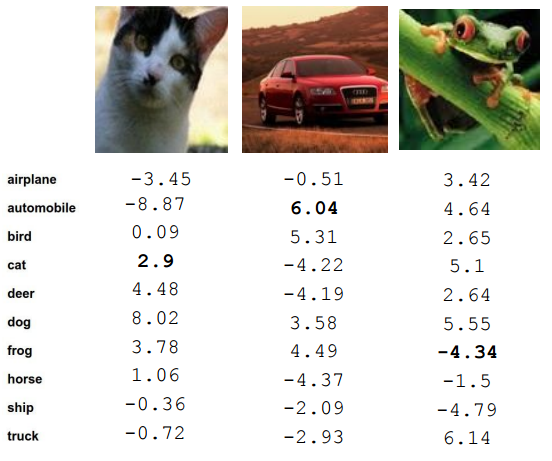 airplane -3.45 -0.51 3.42
automobile -8.87 6.04 4.64
bird 0.09 5.31 2.65
cat 2.9 -4.22 5.1
deer 4.48 -4.19 2.64
dog 8.02 3.58 5.55
frog 3.78 4.49 -4.34
horse 1.06 -4.37 -1.5
ship -0.36 -2.09 -4.79
truck -0.72 -2.93 6.14